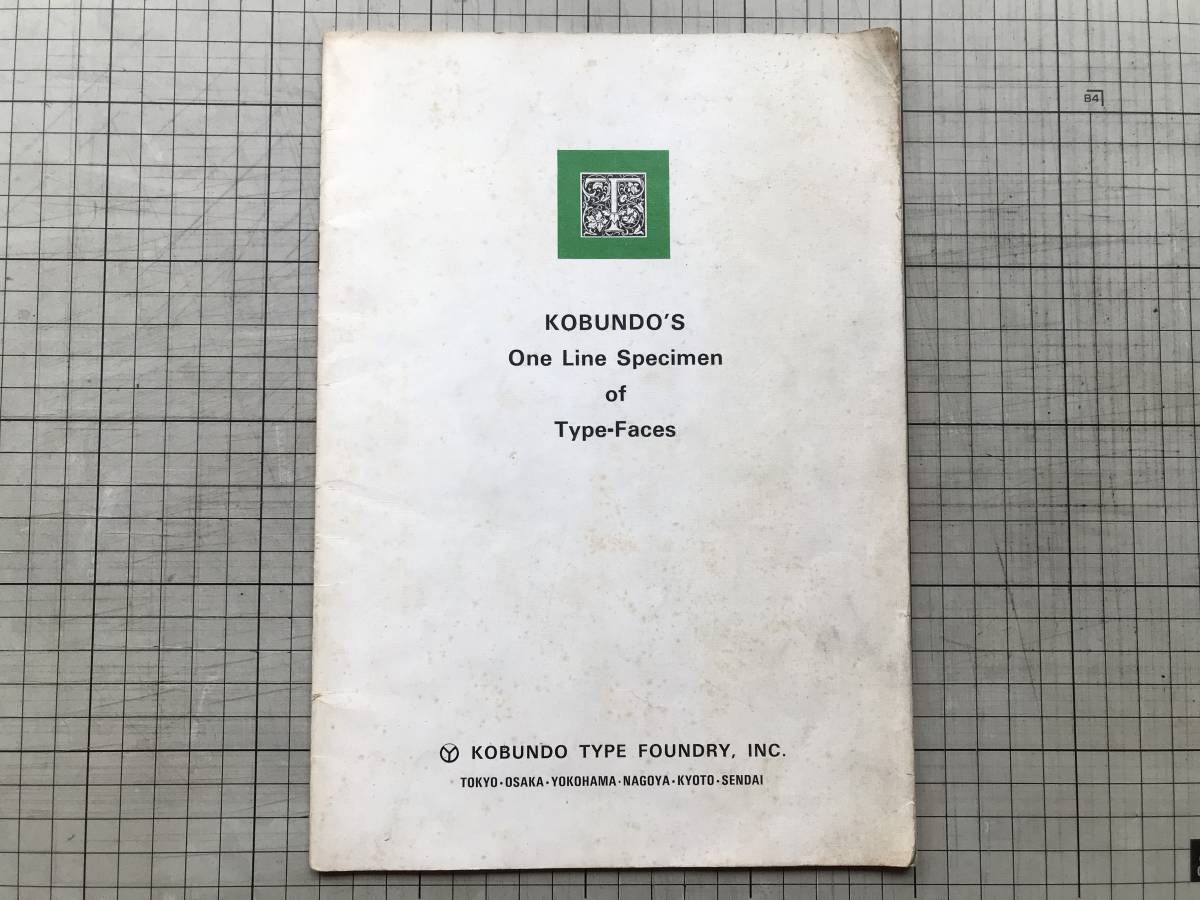 B4
T
KOBUNDO'S
One Line Specimen
of
Type-Faces
KOBUNDO TYPE FOUNDRY, INC.
TOKYO·OSAKA·YOKOHAMA·NAGOYA·KYOTO·SENDAI